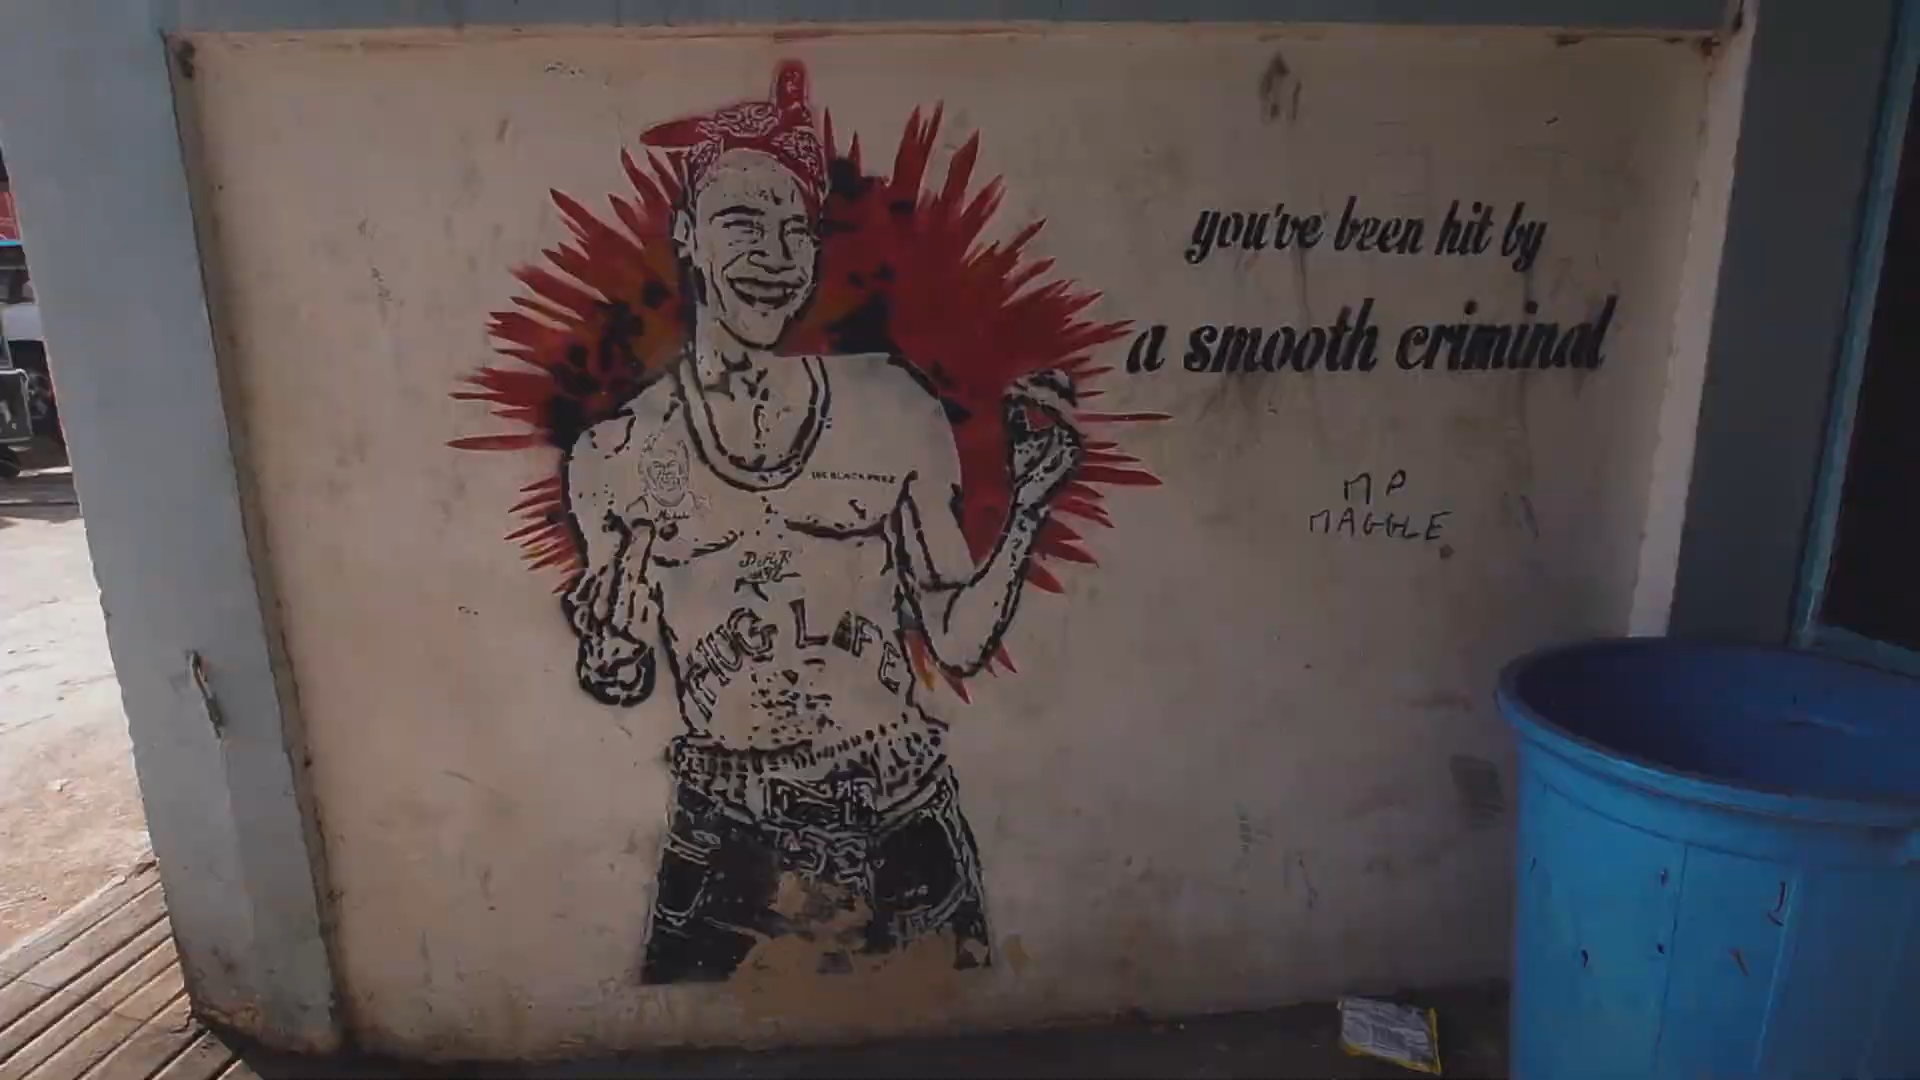 you've been hit by
a smooth criminal
MP
MAGGLE
THUG LIFE